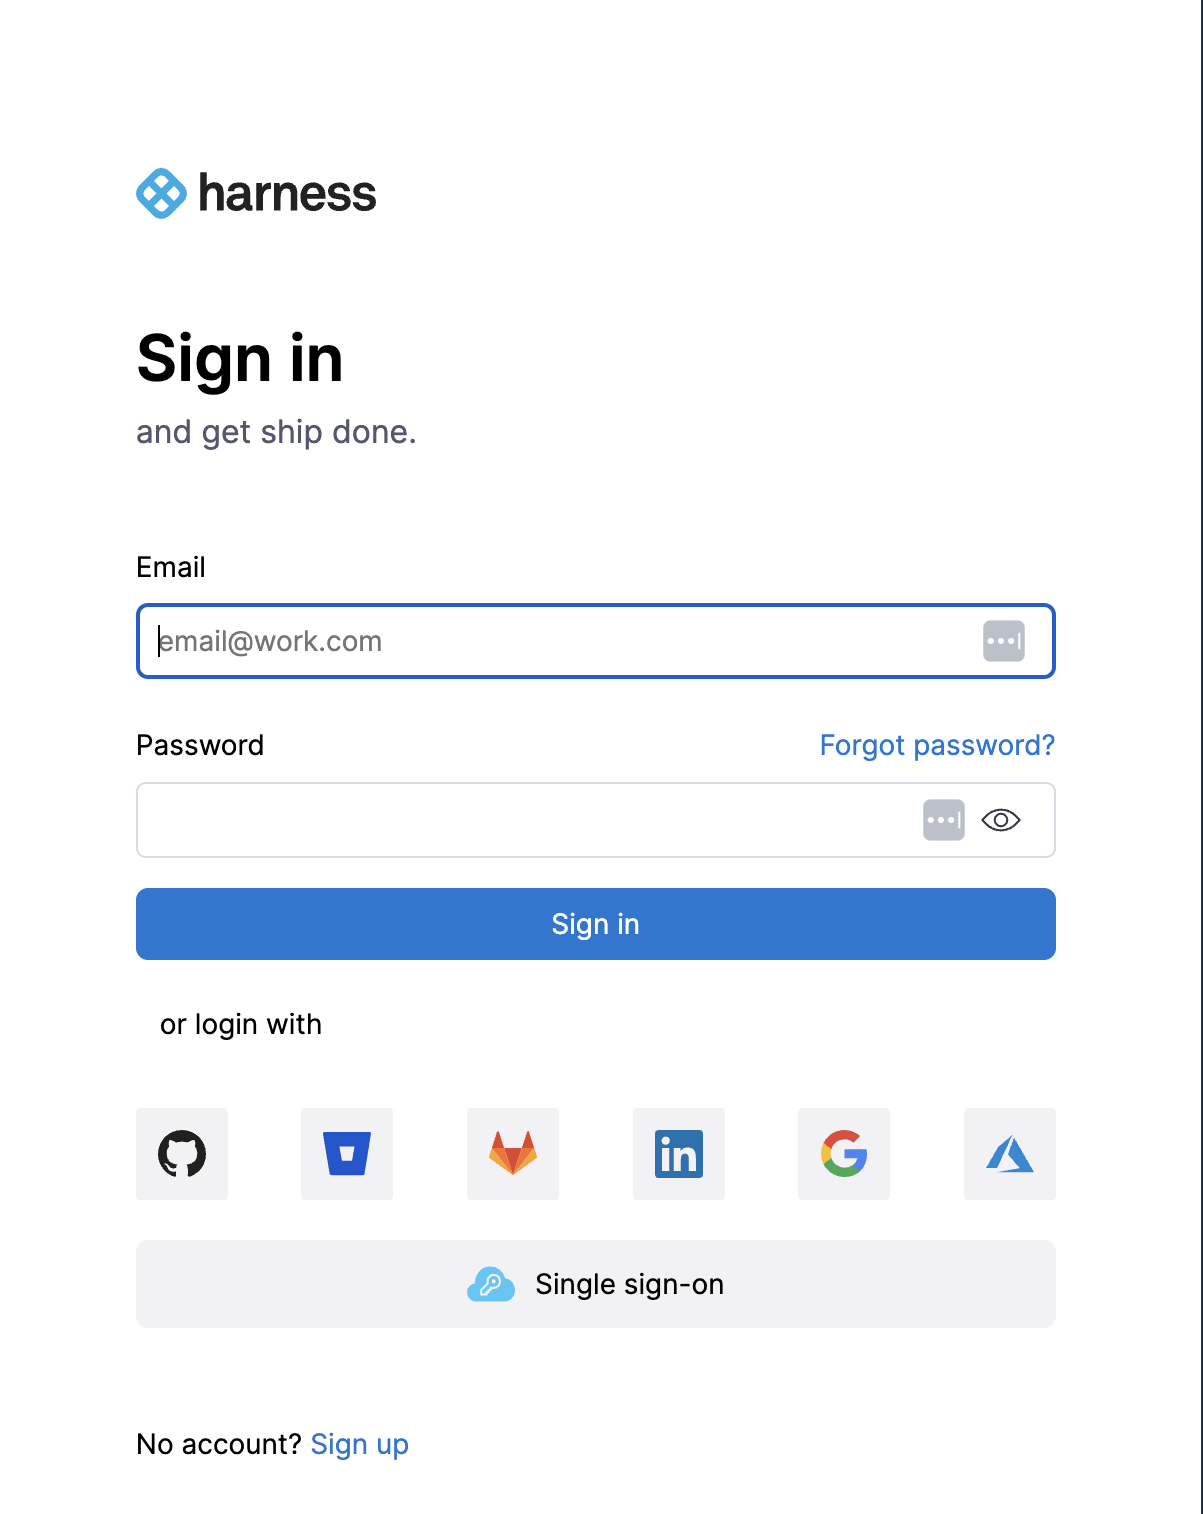 harness
Sign in
and get ship done.
Email
email@work.com
Password Forgot password?
Sign in
or login with
in G
Single sign-on
No account? Sign up